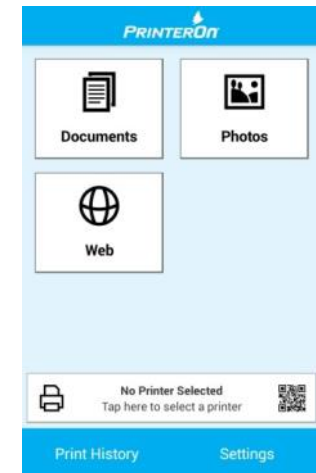 PRINTERON
Documents Photos
Web
No Printer Selected
Tap here to select a printer
Print History Settings